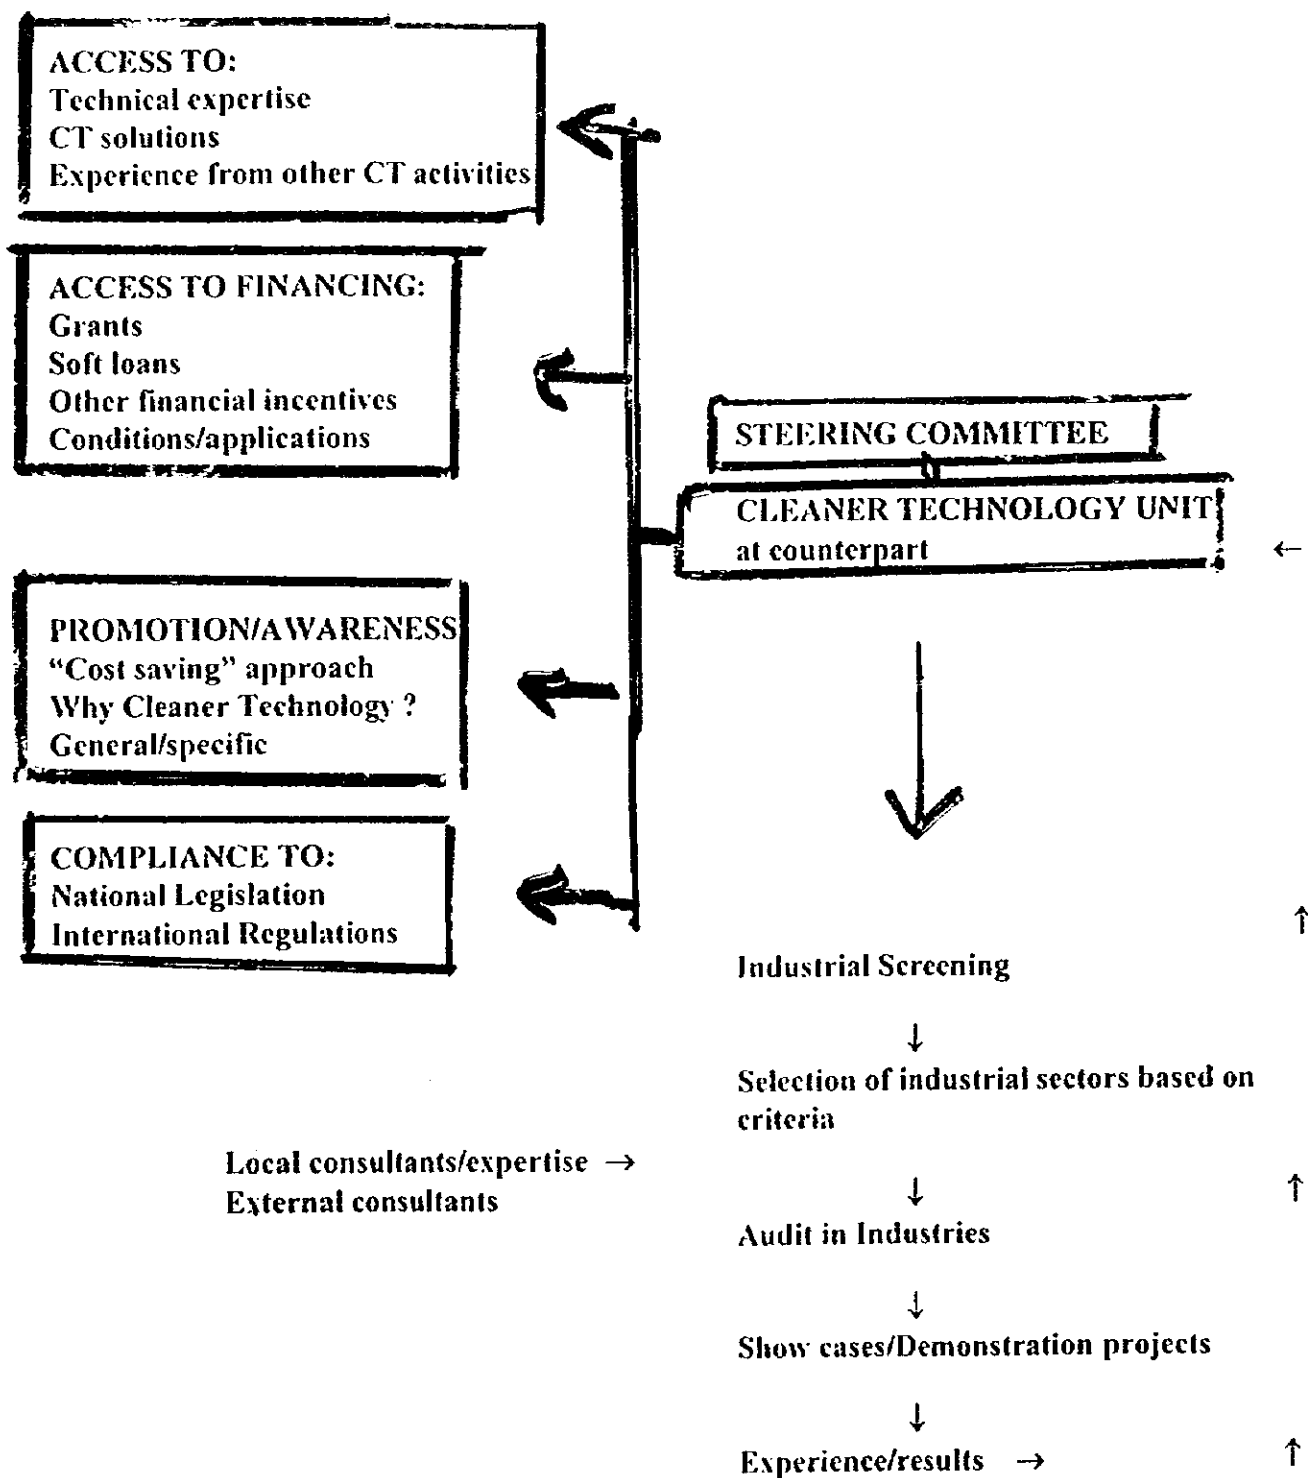 ACCESS TO:
Technical expertise
CT solutions
Experience from other CT activities
ACCESS TO FINANCING:
Grants
Soft loans
Other financial incentives
Conditions/applications
STEERING COMMITTEE
CLEANER TECHNOLOGY UNIT
at counterpart
←
PROMOTION/AWARENESS
“Cost saving” approach
Why Cleaner Technology ?
General/specific
COMPLIANCE TO:
National Legislation
International Regulations
↑
Industrial Screening
↓
Selection of industrial sectors based on
criteria
Local consultants/expertise →
External consultants
↓ ↑
Audit in Industries
↓
Show cases/Demonstration projects
↓
Experience/results → ↑